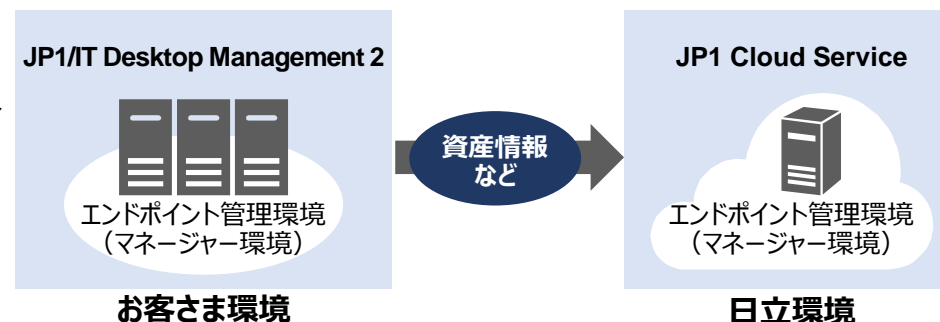 JP1/IT Desktop Management 2
エンドポイント管理環境
（マネージャー環境）
お客さま環境
資産情報
など
JP1 Cloud Service
エンドポイント管理環境
（マネージャー環境）
日立環境